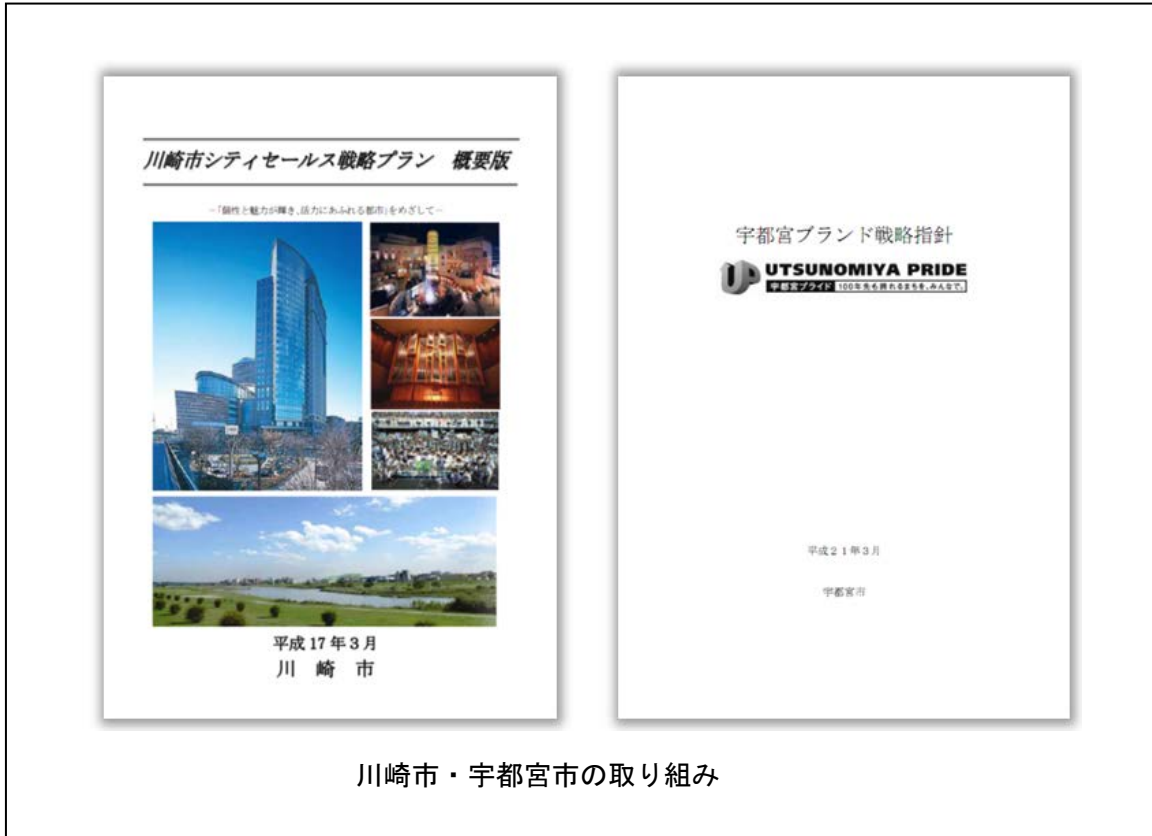 川崎市シティセールス戦略プラン 概要版
－「個性と魅力が輝き、活力にあふれる都市」をめざして－
平成 17 年 3 月
川 崎 市
宇都宮ブランド戦略指針
UP UTSUNOMIYA PRIDE
宇都宮プライド 100年先も誇れるまちを、みんなで。
平成２１年３月
宇都宮市
川崎市・宇都宮市の取り組み